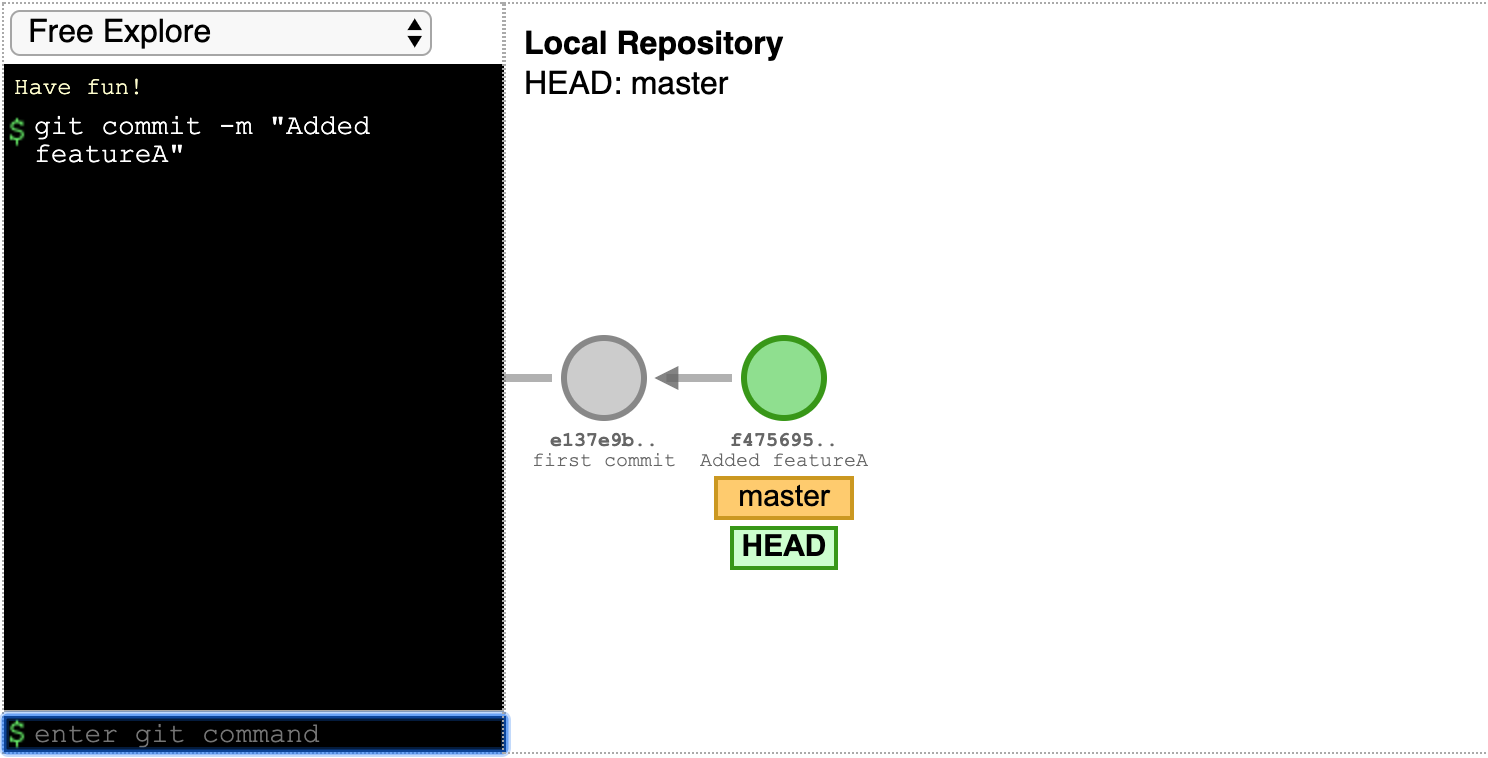 Free Explore
Have fun!
$ git commit -m "Added
featureA"
$ enter git command
Local Repository
HEAD: master
e137e9b..
first commit
f475695..
Added featureA
master
HEAD